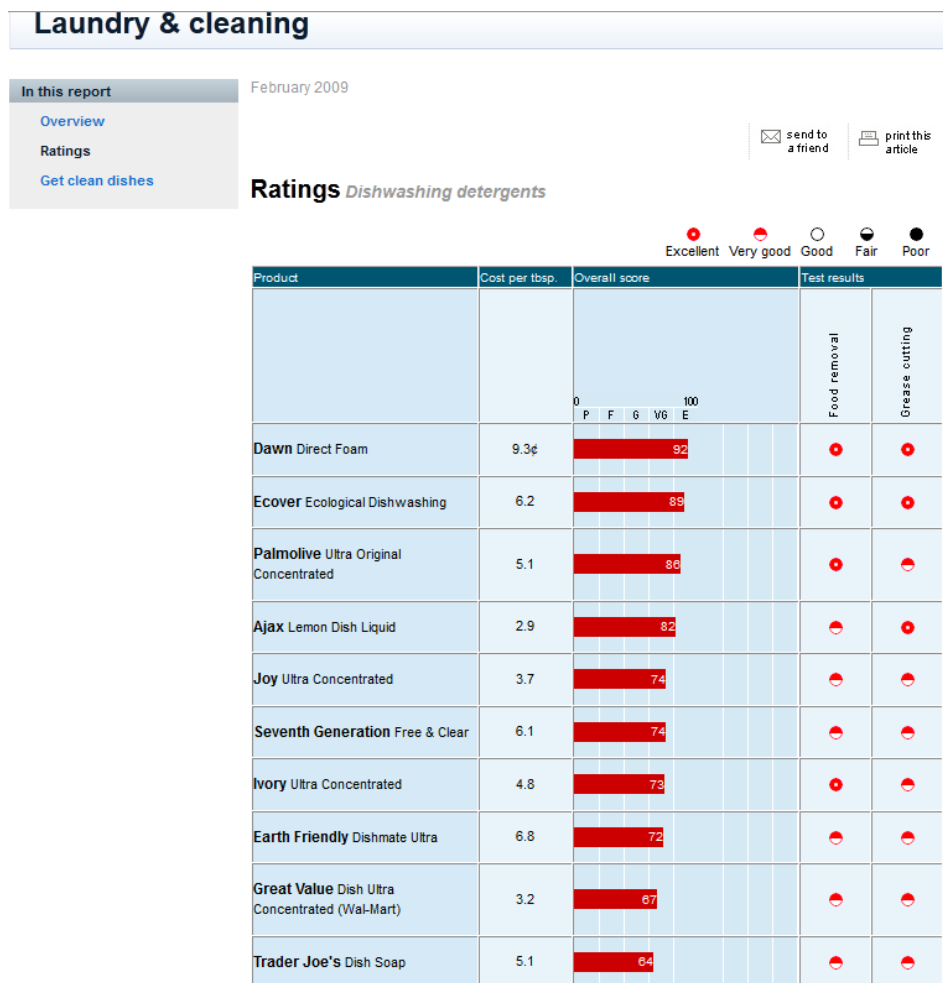 Laundry & cleaning
In this report
Overview
Ratings
Get clean dishes
February 2009
send to
a friend
print this
article
Ratings Dishwashing detergents
Excellent Very good Good Fair Poor
Product Cost per tbsp. Overall score Test results
Food removal
Grease cutting
0 100
P F G VG E
Dawn Direct Foam 9.3¢ 92
Ecover Ecological Dishwashing 6.2 89
Palmolive Ultra Original
Concentrated 5.1 86
Ajax Lemon Dish Liquid 2.9 82
Joy Ultra Concentrated 3.7 74
Seventh Generation Free & Clear 6.1 74
Ivory Ultra Concentrated 4.8 73
Earth Friendly Dishmate Ultra 6.8 72
Great Value Dish Ultra
Concentrated (Wal-Mart) 3.2 67
Trader Joe's Dish Soap 5.1 64